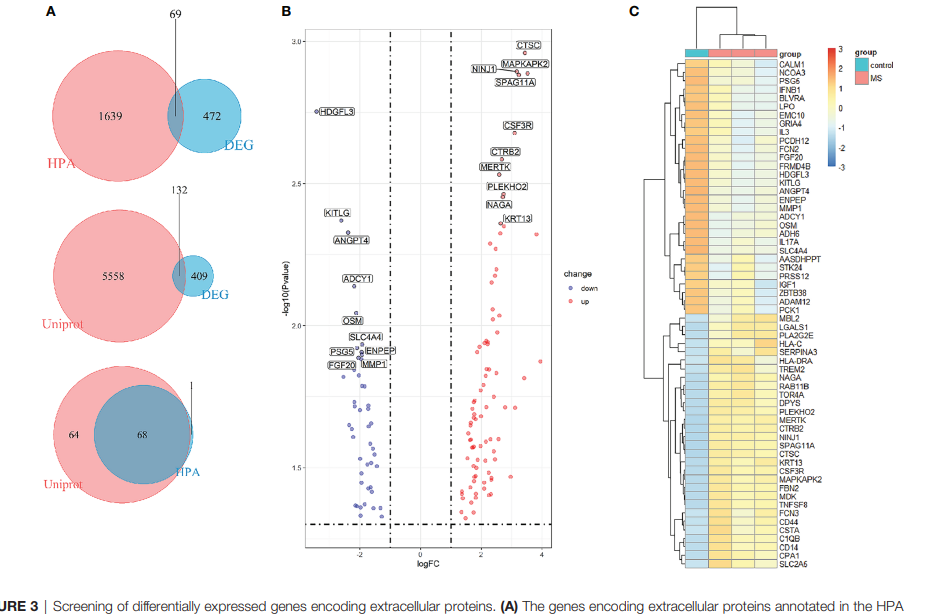 A
69
1639
472
HPA
DEG
132
5558
409
Uniprot
DEG
1
64
68
Uniprot
HPA
B
3.0
2.5
2.0
1.5
-log10(Pvalue)
-2
0
2
4
logFC
CTSC
MAPKAPK2
NINJ1
SPAG11A
HDGFL3
CSF3R
CTRB2
MERTK
PLEKHO2
NAGA
KRT13
KITLG
ANGPT4
ADCY1
OSM
SLC4A4
PSG5
ENPEP
FGF20
MMP1
change
down
up
C
group
CALM1
NCOA3
PSG5
IFNB1
BLVRA
LPO
EMC10
GRIA4
IL3
PCDH12
FCN2
FGF20
FRMD4B
HDGFL3
KITLG
ANGPT4
ENPEP
MMP1
ADCY1
OSM
ADH6
IL17A
SLC4A4
AASDHPPT
STK24
PRSS12
IGF1
ZBTB38
ADAM12
PCK1
MBL2
LGALS1
PLA2G2E
HLA-C
SERPINA3
HLA-DRA
TREM2
NAGA
RAB11B
TOR4A
DPYS
PLEKHO2
MERTK
CTRB2
NINJ1
SPAG11A
CTSC
KRT13
CSF3R
MAPKAPK2
FBN2
MDK
TNFSF8
FCN3
CD44
CSTA
C1QB
CD14
CPA1
SLC2A5
3
2
1
0
-1
-2
-3
group
control
MS
URE 3 | Screening of differentially expressed genes encoding extracellular proteins. (A) The genes encoding extracellular proteins annotated in the HPA